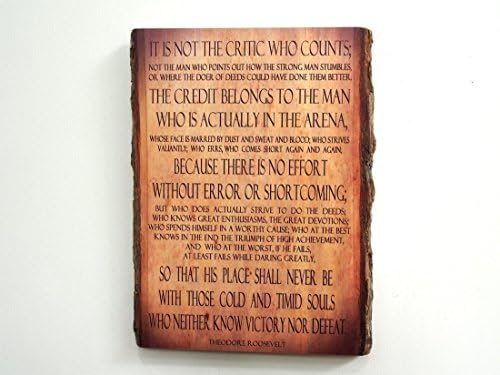 IT IS NOT THE CRITIC WHO COUNTS;
NOT THE MAN WHO POINTS OUT HOW THE STRONG MAN STUMBLES,
OR WHERE THE DOER OF DEEDS COULD HAVE DONE THEM BETTER.
THE CREDIT BELONGS TO THE MAN
WHO IS ACTUALLY IN THE ARENA,
WHOSE FACE IS MARRED BY DUST AND SWEAT AND BLOOD; WHO STRIVES
VALIANTLY; WHO ERRS, WHO COMES SHORT AGAIN AND AGAIN,
BECAUSE THERE IS NO EFFORT
WITHOUT ERROR OR SHORTCOMING;
BUT WHO DOES ACTUALLY STRIVE TO DO THE DEEDS;
WHO KNOWS GREAT ENTHUSIASMS, THE GREAT DEVOTIONS;
WHO SPENDS HIMSELF IN A WORTHY CAUSE; WHO AT THE BEST
KNOWS IN THE END THE TRIUMPH OF HIGH ACHIEVEMENT,
AND WHO AT THE WORST, IF HE FAILS,
AT LEAST FAILS WHILE DARING GREATLY,
SO THAT HIS PLACE SHALL NEVER BE
WITH THOSE COLD AND TIMID SOULS
WHO NEITHER KNOW VICTORY NOR DEFEAT.
THEODORE ROOSEVELT